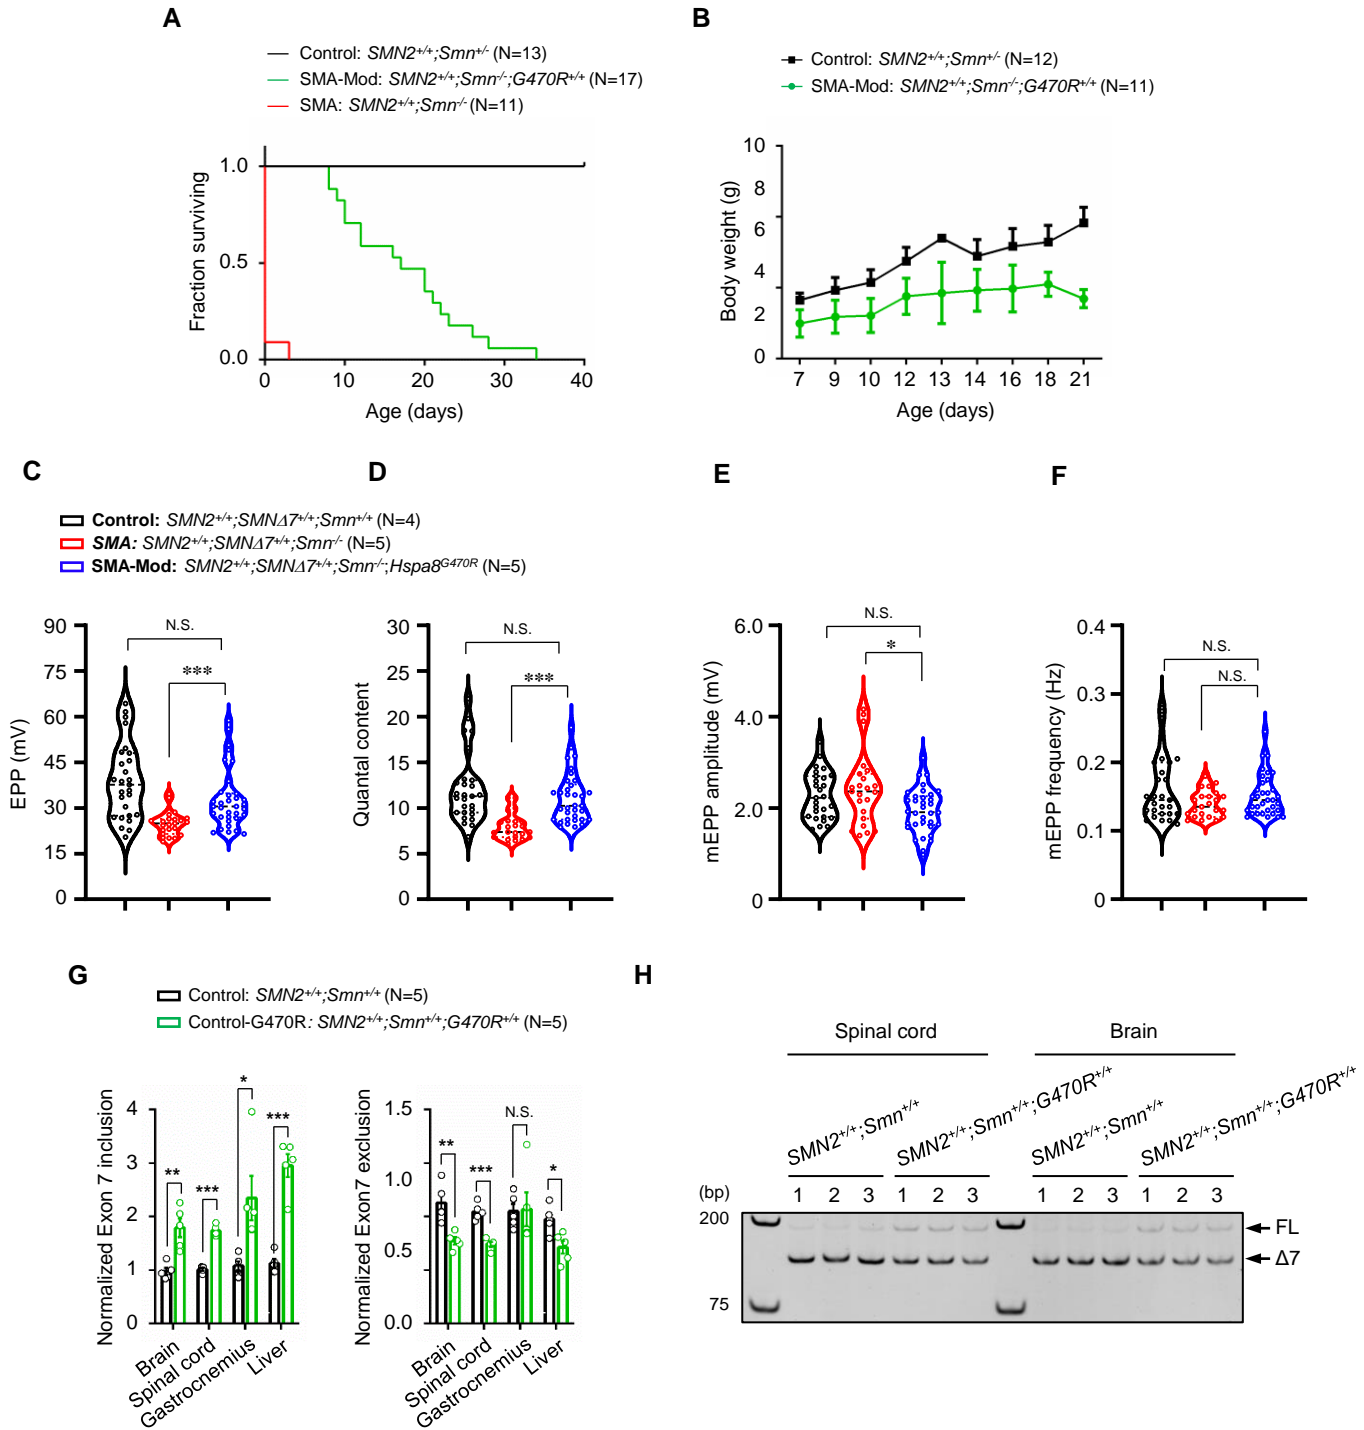 A
Control: SMN2+/+;Smn+/- (N=13)
SMA-Mod: SMN2+/+;Smn-/-;G470R+/+ (N=17)
SMA: SMN2+/+;Smn-/- (N=11)
Fraction surviving
1.0
0.5
0.0
0 10 20 30 40
Age (days)
B
Control: SMN2+/+;Smn+/- (N=12)
SMA-Mod: SMN2+/+;Smn-/-;G470R+/+ (N=11)
Body weight (g)
10
8
6
4
2
0
7 9 10 12 13 14 16 18 21
Age (days)
C
D
E
F
Control: SMN2+/+;SMNΔ7+/+;Smn+/+ (N=4)
SMA: SMN2+/+;SMNΔ7+/+;Smn-/- (N=5)
SMA-Mod: SMN2+/+;SMNΔ7+/+;Smn-/-;Hspa8G470R (N=5)
EPP (mV)
90
75
60
45
30
15
0
N.S.
***
Quantal content
30
25
20
15
10
5
0
N.S.
***
mEPP amplitude (mV)
6.0
4.0
2.0
0
N.S.
*
mEPP frequency (Hz)
0.4
0.3
0.2
0.1
0
N.S.
N.S.
G
Control: SMN2+/+;Smn+/+ (N=5)
Control-G470R: SMN2+/+;Smn+/+;G470R+/+ (N=5)
Normalized Exon 7 inclusion
4
3
2
1
0
** *** * ***
Brain
Spinal cord
Gastrocnemius
Liver
Normalized Exon7 exclusion
1.5
1.0
0.5
0.0
** *** N.S. *
Brain
Spinal cord
Gastrocnemius
Liver
H
Spinal cord Brain
SMN2+/+;Smn+/+
SMN2+/+;Smn+/+;G470R+/+
SMN2+/+;Smn+/+
SMN2+/+;Smn+/+;G470R+/+
(bp) 1 2 3 1 2 3 1 2 3 1 2 3
200
75
FL
Δ7